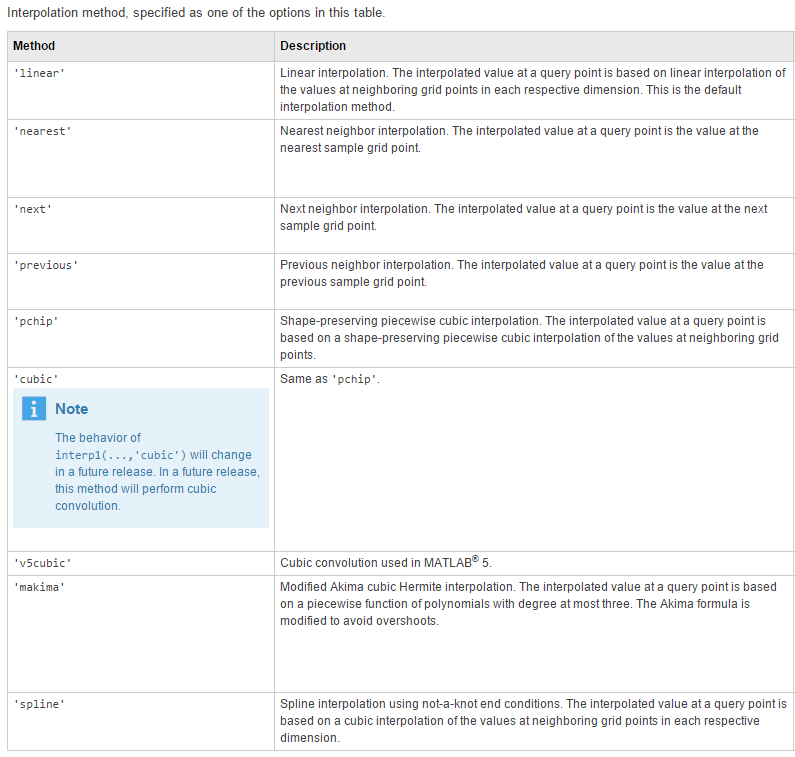 Interpolation method, specified as one of the options in this table.
Method
Description
'linear'
Linear interpolation. The interpolated value at a query point is based on linear interpolation of
the values at neighboring grid points in each respective dimension. This is the default
interpolation method.
'nearest'
Nearest neighbor interpolation. The interpolated value at a query point is the value at the
nearest sample grid point.
'next'
Next neighbor interpolation. The interpolated value at a query point is the value at the next
sample grid point.
'previous'
Previous neighbor interpolation. The interpolated value at a query point is the value at the
previous sample grid point.
'pchip'
Shape-preserving piecewise cubic interpolation. The interpolated value at a query point is
based on a shape-preserving piecewise cubic interpolation of the values at neighboring grid
points.
'cubic'
i Note
The behavior of
interp1(...,'cubic') will change
in a future release. In a future release,
this method will perform cubic
convolution.
Same as 'pchip'.
'v5cubic'
Cubic convolution used in MATLAB® 5.
'makima'
Modified Akima cubic Hermite interpolation. The interpolated value at a query point is based
on a piecewise function of polynomials with degree at most three. The Akima formula is
modified to avoid overshoots.
'spline'
Spline interpolation using not-a-knot end conditions. The interpolated value at a query point is
based on a cubic interpolation of the values at neighboring grid points in each respective
dimension.